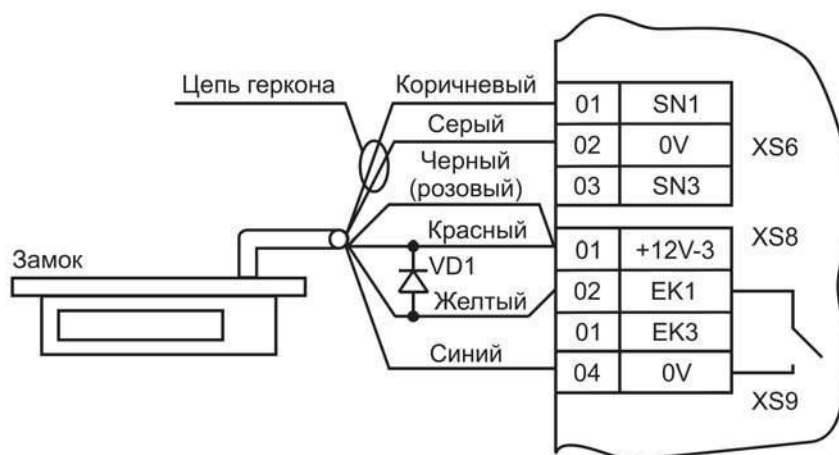 Цепь геркона
Коричневый
01 SN1
Серый
02 0V
XS6
Черный
(розовый)
03 SN3
Красный
XS8
01 +12V-3
Замок
VD1
02 EK1
Желтый
01 EK3
Синий
04 0V
XS9